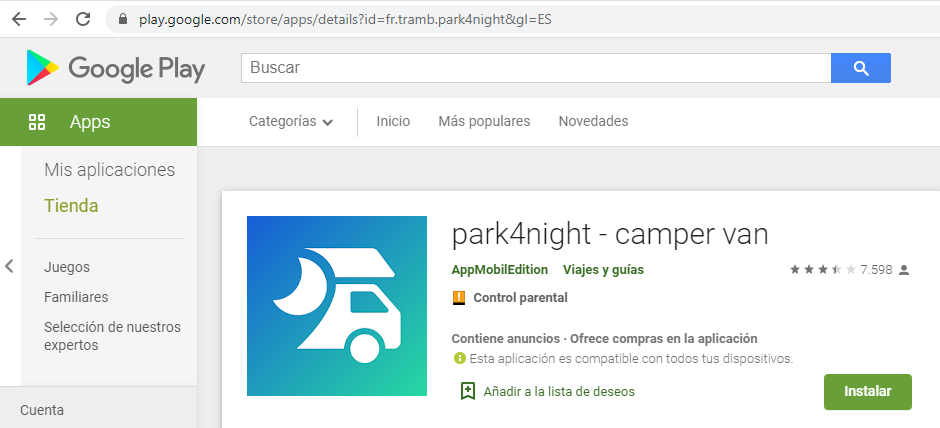 play.google.com/store/apps/details?id=fr.tramb.park4night&gl=ES
Google Play
Buscar
Apps
Categorías
Inicio
Más populares
Novedades
Mis aplicaciones
Tienda
Juegos
Familiares
Selección de nuestros
expertos
Cuenta
park4night - camper van
AppMobilEdition Viajes y guías
7.598
Control parental
Contiene anuncios · Ofrece compras en la aplicación
Esta aplicación es compatible con todos tus dispositivos.
Añadir a la lista de deseos
Instalar